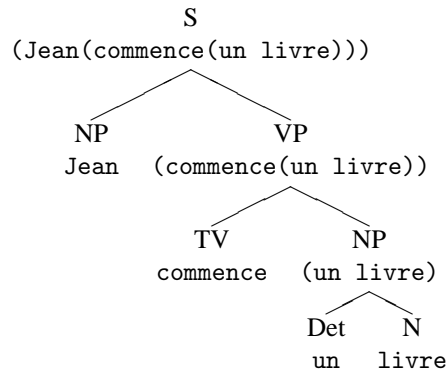 S
(Jean(commence(un livre)))
NP VP
Jean (commence(un livre))
TV NP
commence (un livre)
Det N
un livre